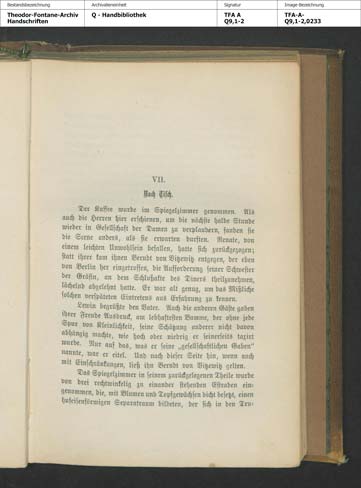 Bestandsbezeichnung Archivalieneinheit Signatur Image-Bezeichnung
Theodor-Fontane-Archiv Q - Handbibliothek TFA A TFA-A-
Handschriften Q9,1-2 Q9,1-2,0233
VII.
Nach Tisch.
Der Kaffee wurde im Spiegelzimmer genommen. Als
auch die Herren hier erschienen, um die nächste halbe Stunde
wieder in Gesellschaft der Damen zu verplaudern, fanden sie
die Scene anders, als sie erwarten durften. Renate, von
einem leichten Unwohlsein befallen, hatte sich zurückgezogen;
statt ihrer kam ihnen Berndt von Vitzewitz entgegen, der eben
von Berlin her eingetroffen, die Aufforderung seiner Schwester
der Gräfin, an dem Schlußakte des Diners theilzunehmen,
lächelnd abgelehnt hatte. Er war alt genug, um das Mißliche
solchen verspäteten Eintretens aus Erfahrung zu kennen.
Lewin begrüßte den Vater. Auch die anderen Gäste gaben
ihrer Freude Ausdruck, am lebhaftesten Bamme, der ohne jede
Spur von Kleinlichkeit, seine Schätzung anderer nicht davon
abhängig machte, wie hoch oder niedrig er seinerseits taxirt
wurde. Nur auf das, was er seine „gesellschaftlichen Gaben“
nannte, war er eitel. Und nach dieser Seite hin, wenn auch
mit Einschränkungen, ließ ihn Berndt von Vitzewitz gelten.
Das Spiegelzimmer in seinem zurückgelegenen Theile wurde
von drei rechtwinkelig zu einander stehenden Estraden ein-
genommen, die, mit Blumen und Topfgewächsen dicht besetzt, einen
hufeisenförmigen Separatraum bildeten, der sich in den Tru-